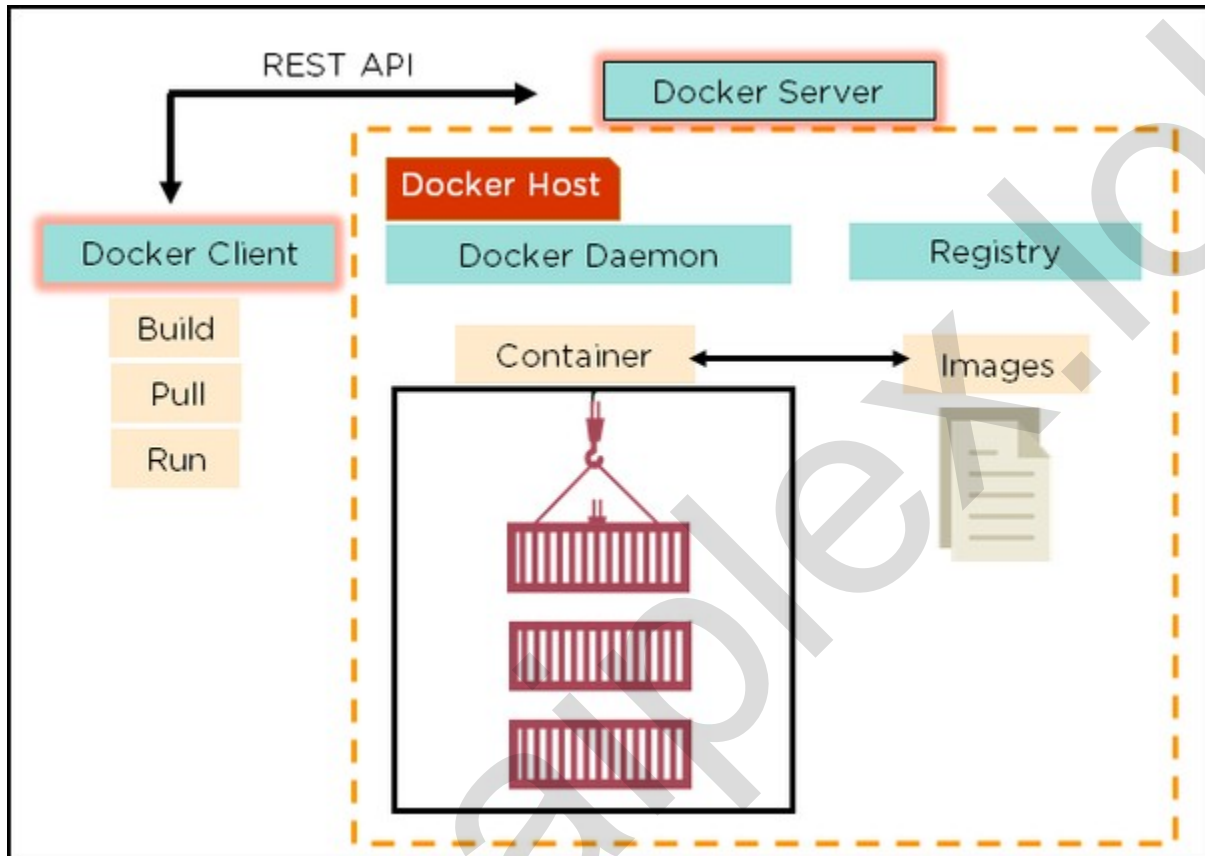 REST API
Docker Server
Docker Host
Docker Client
Docker Daemon
Registry
Build
Pull
Run
Container
Images